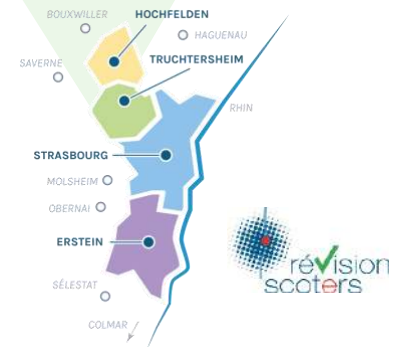 BOUXWILLER
HOCHFELDEN
HAGUENAU
TRUCHTERSHEIM
SAVERNE
RHIN
STRASBOURG
MOLSHEIM
OBERNAI
ERSTEIN
SÉLESTAT
COLMAR
révision
scoters